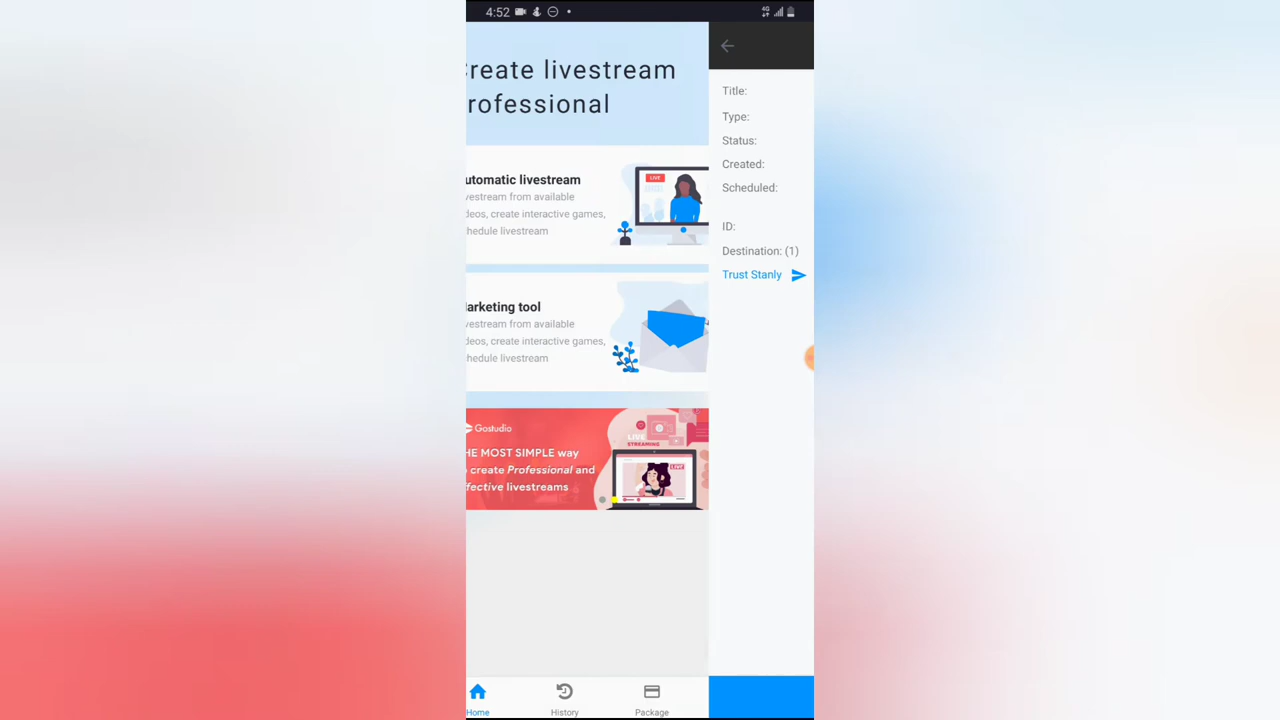 4:52
4G
reate livestream
rofessional
utomatic livestream
vestream from available
deos, create interactive games,
hedule livestream
LIVE
arketing tool
vestream from available
deos, create interactive games,
hedule livestream
Gostudio
HE MOST SIMPLE way
o create Professional and
ffective livestreams
LIVE
STREAMING
LIVE
Home
History
Package
Title:
Type:
Status:
Created:
Scheduled:
ID:
Destination: (1)
Trust Stanly